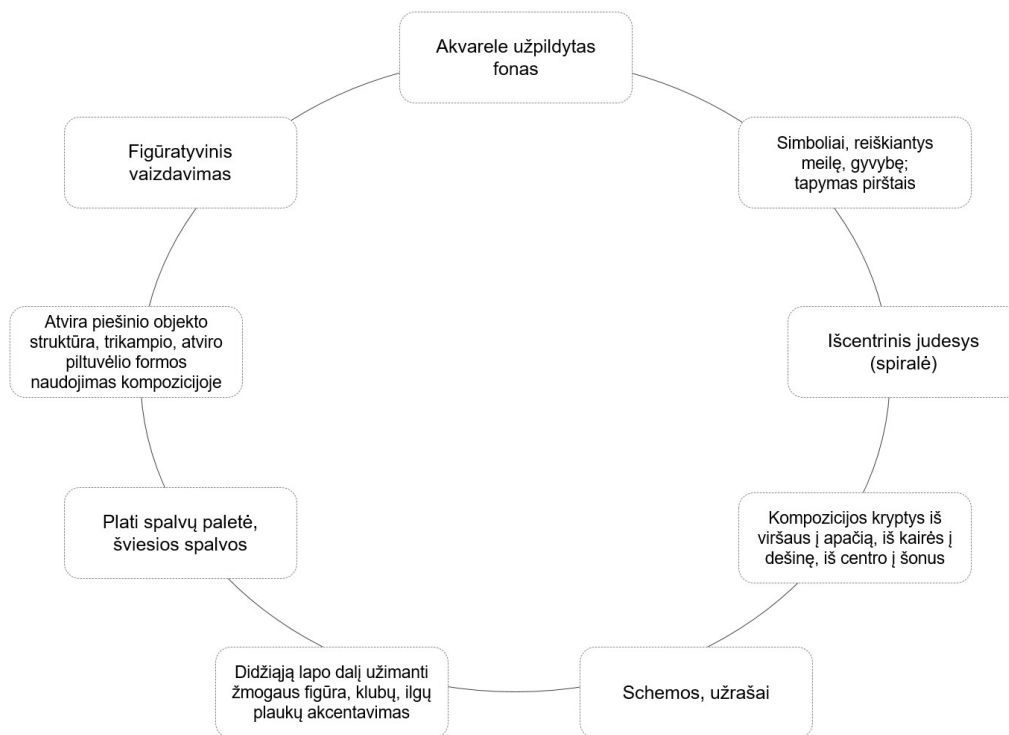 Akvarele užpildytas
fonas
Simboliai, reiškiantys
meilę, gyvybę;
tapymas pirštais
Išcentrinis judesys
(spiralė)
Kompozicijos kryptys iš
viršaus į apačią, iš kairės į
dešinę, iš centro į šonus
Schemos, užrašai
Didžiąją lapo dalį užimanti
žmogaus figūra, klubų, ilgų
plaukų akcentavimas
Plati spalvų paletė,
šviesios spalvos
Atvira piešinio objekto
struktūra, trikampio, atviro
piltuvėlio formos
naudojimas kompozicijoje
Figūratyvinis
vaizdavimas